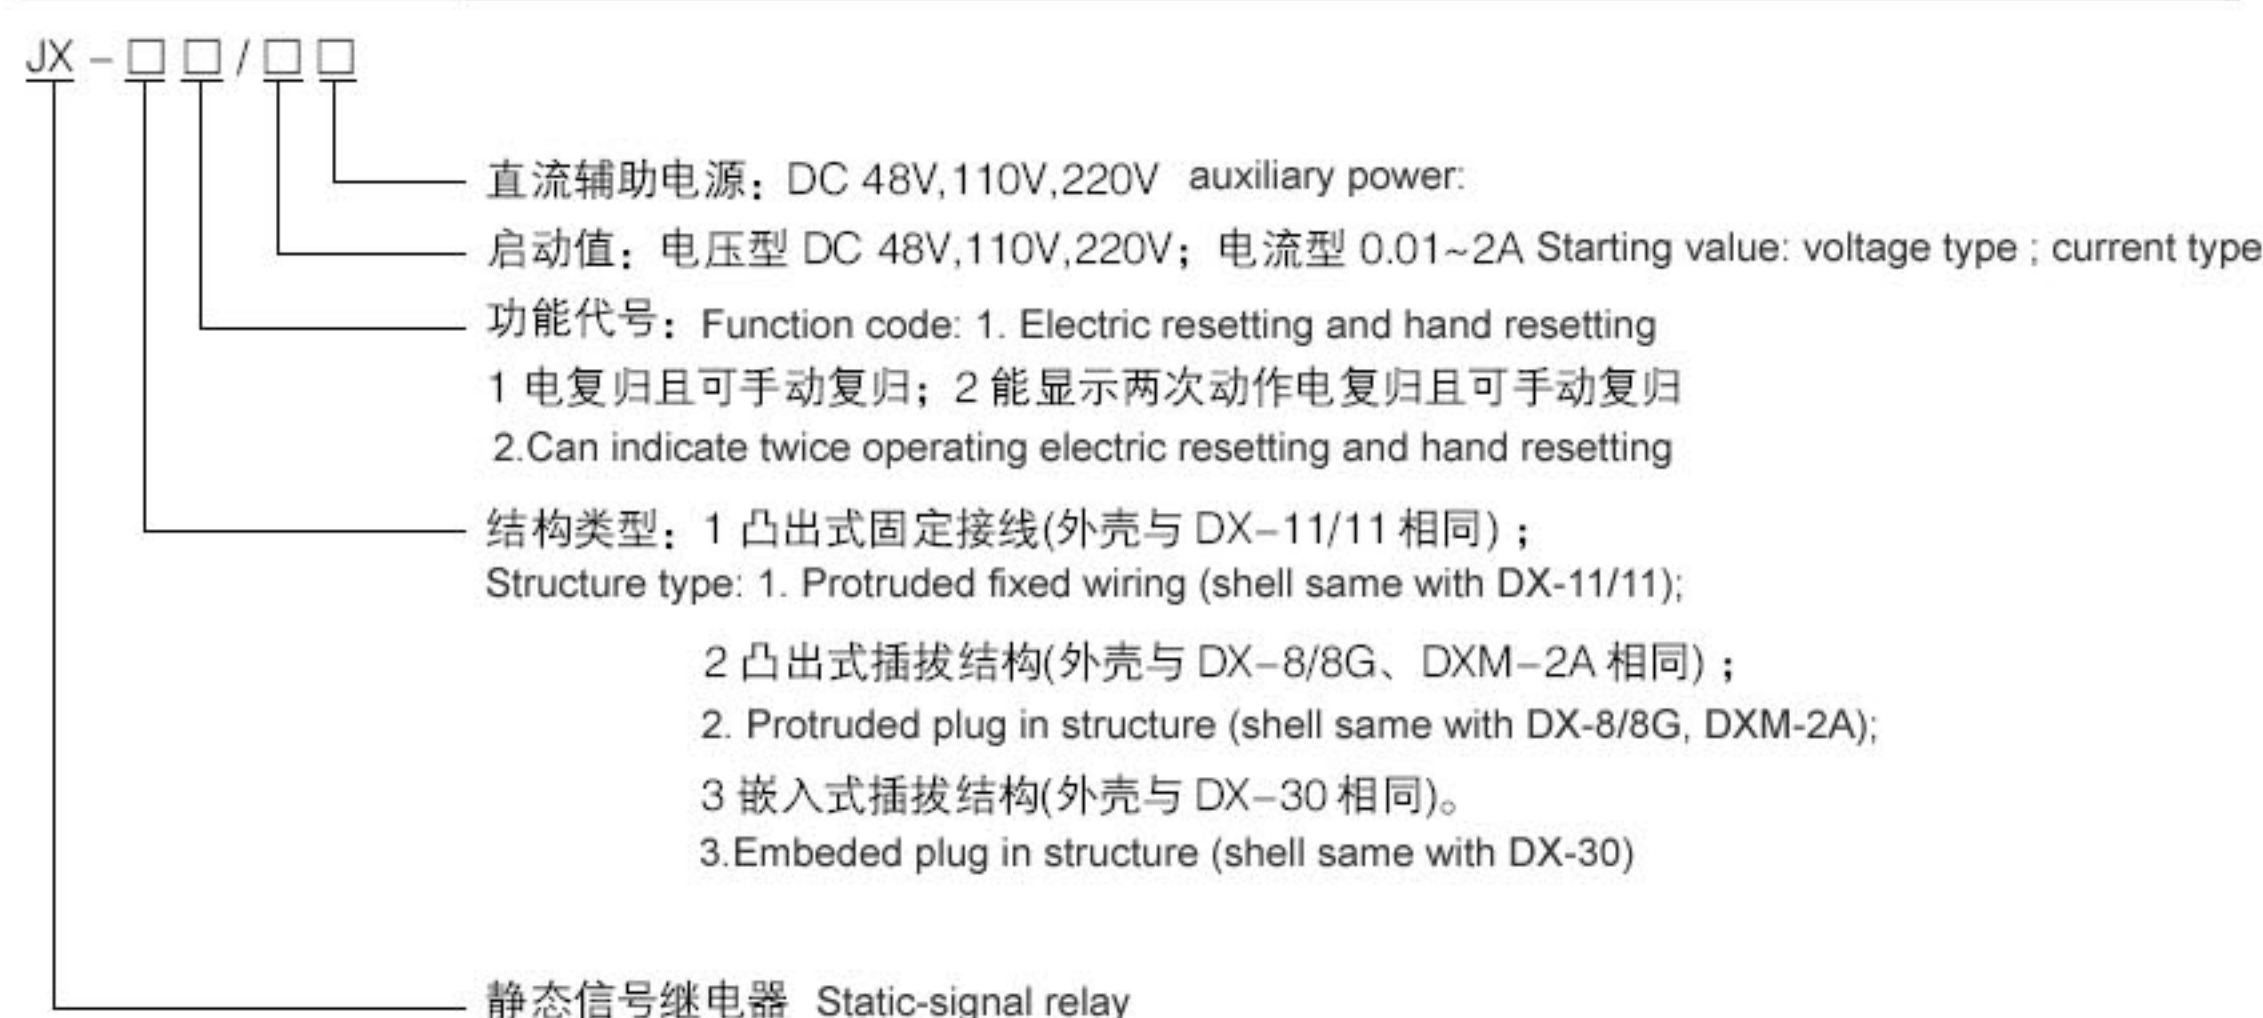 JX-□□/□□
直流辅助电源：DC 48V,110V,220V auxiliary power:
启动值：电压型 DC 48V,110V,220V；电流型 0.01~2A Starting value: voltage type ; current type
功能代号：Function code: 1. Electric resetting and hand resetting
1 电复归且可手动复归；2 能显示两次动作电复归且可手动复归
2.Can indicate twice operating electric resetting and hand resetting
结构类型：1 凸出式固定接线(外壳与 DX-11/11 相同)；
Structure type: 1. Protruded fixed wiring (shell same with DX-11/11);
2 凸出式插拔结构(外壳与 DX-8/8G、DXM-2A 相同)；
2. Protruded plug in structure (shell same with DX-8/8G, DXM-2A);
3 嵌入式插拔结构(外壳与 DX-30 相同)。
3.Embeded plug in structure (shell same with DX-30)
静态信号继电器 Static-signal relay